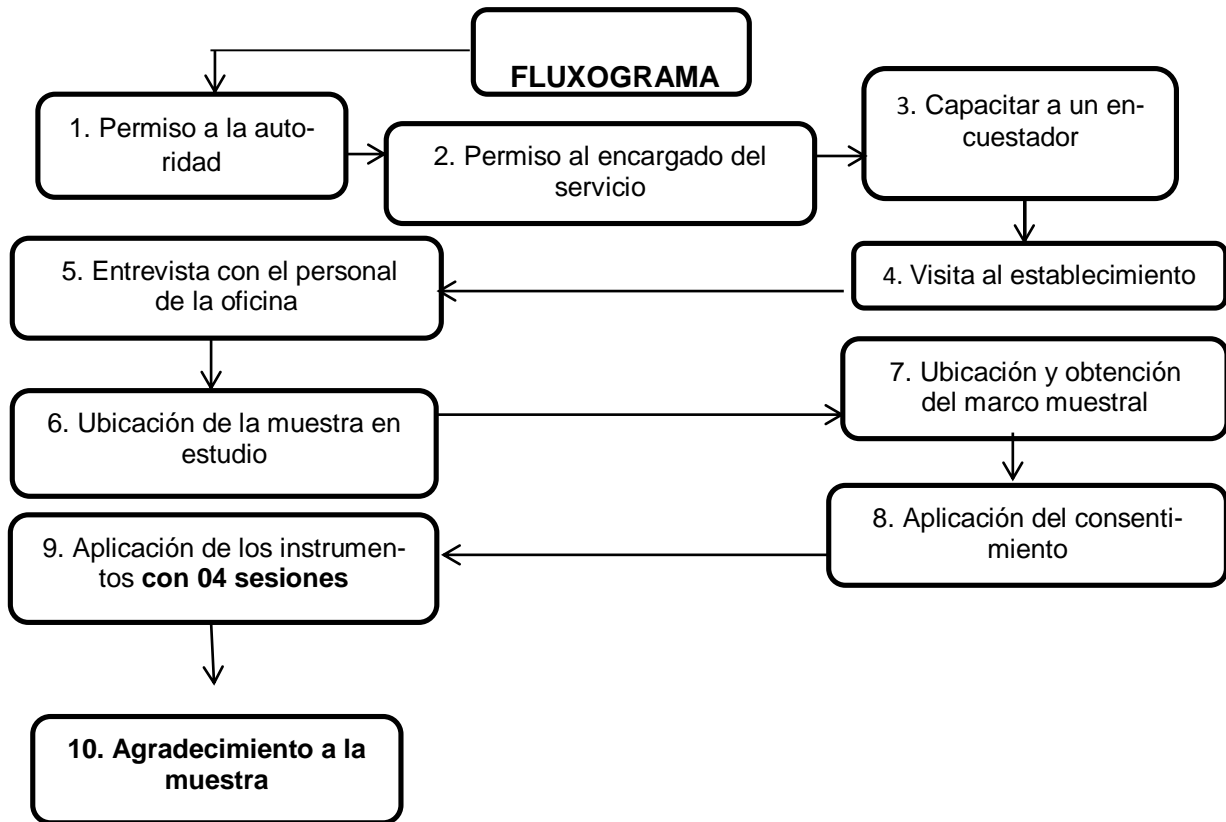 FLUXOGRAMA
1. Permiso a la auto-
ridad
2. Permiso al encargado del
servicio
3. Capacitar a un en-
cuestador
4. Visita al establecimiento
5. Entrevista con el personal
de la oficina
6. Ubicación de la muestra en
estudio
7. Ubicación y obtención
del marco muestral
8. Aplicación del consenti-
miento
9. Aplicación de los instrumen-
tos con 04 sesiones
10. Agradecimiento a la
muestra